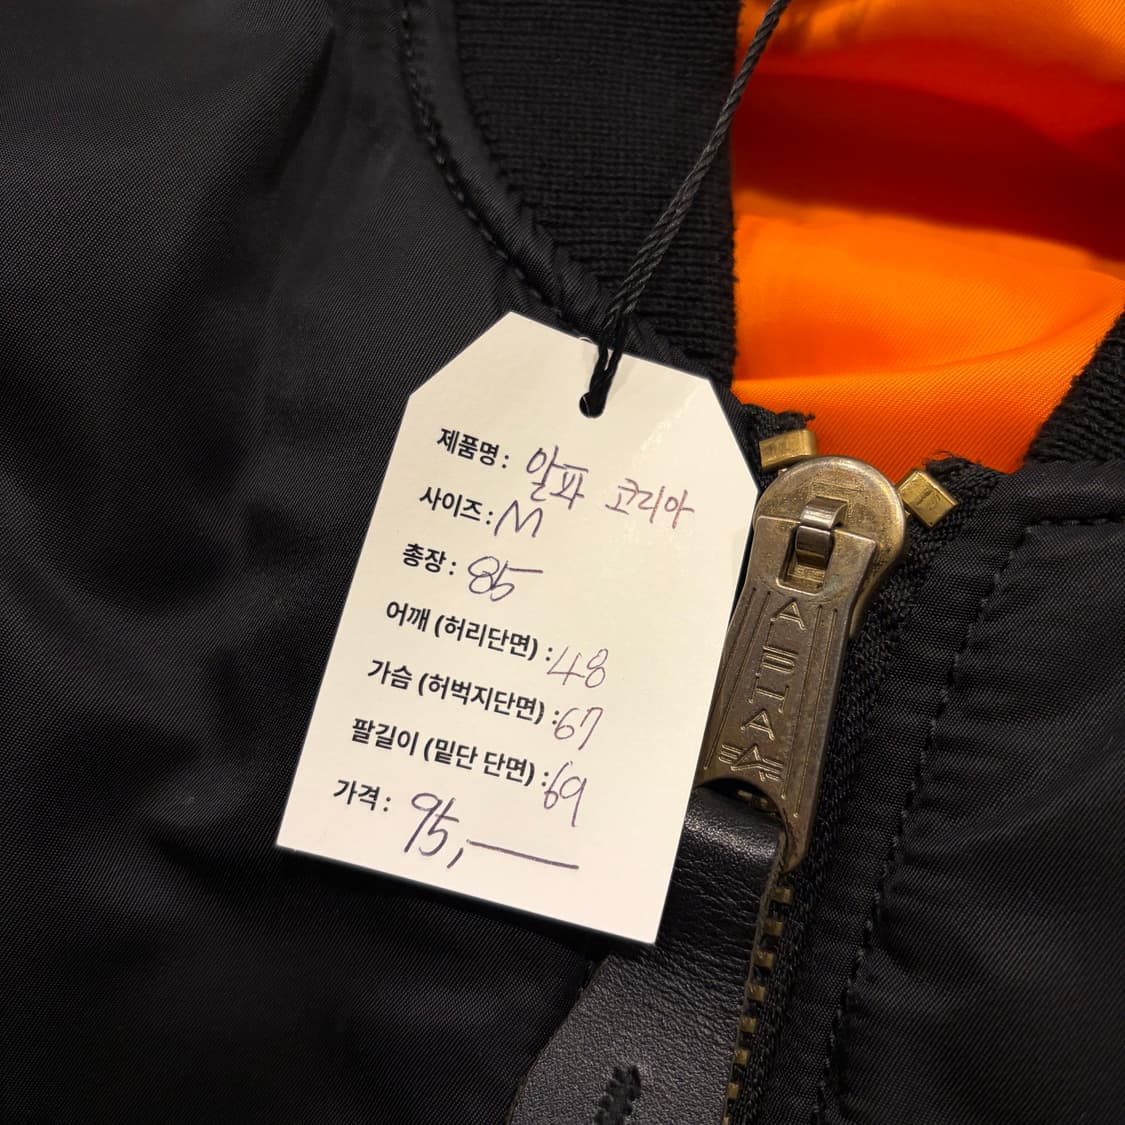 제품명 : 알파 코리아
사이즈 : M
총장 : 85
어깨 (허리단면) : 48
가슴 (허벅지단면) : 67
팔길이 (밑단 단면) : 69
가격 : 95,
ALPHA